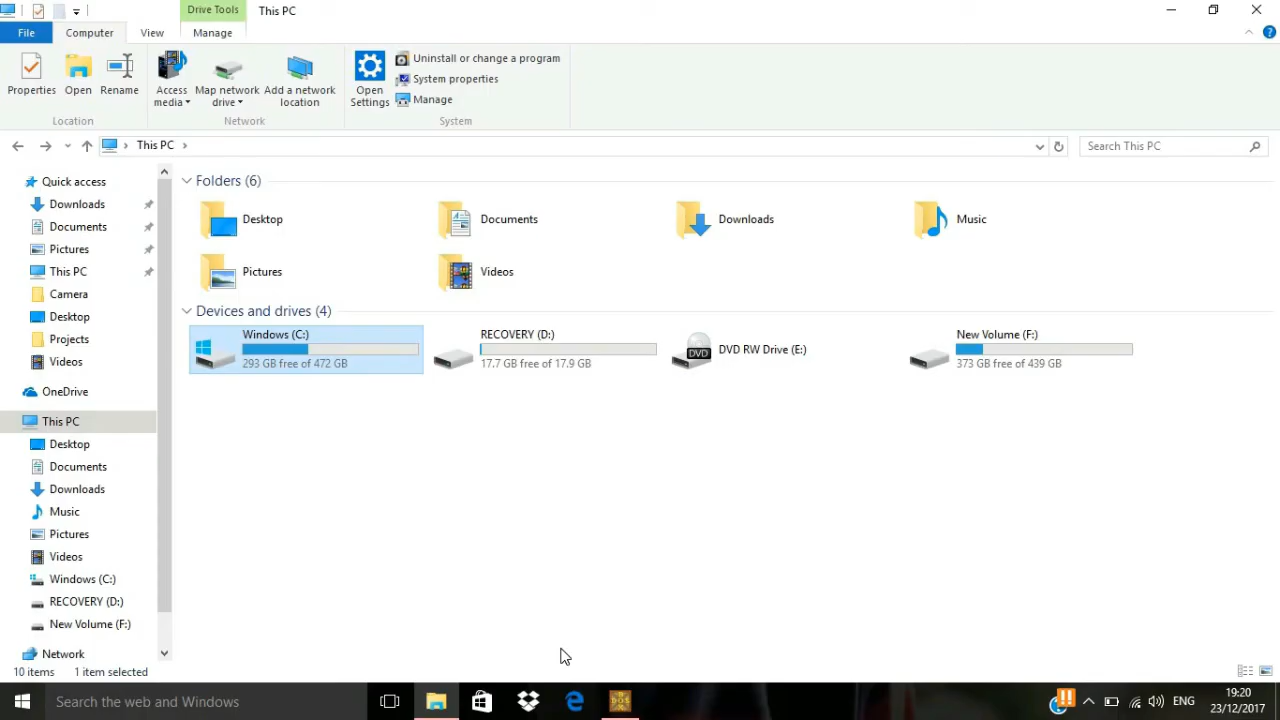 Drive Tools
This PC
File
Computer
View
Manage
Properties
Open
Rename
Access media
Map network drive
Add a network location
Open Settings
Uninstall or change a program
System properties
Manage
Location
Network
System
This PC
Search This PC
Quick access
Downloads
Documents
Pictures
This PC
Camera
Desktop
Projects
Videos
OneDrive
This PC
Desktop
Documents
Downloads
Music
Pictures
Videos
Windows (C:)
RECOVERY (D:)
New Volume (F:)
Network
Folders (6)
Desktop
Documents
Downloads
Music
Pictures
Videos
Devices and drives (4)
Windows (C:)
293 GB free of 472 GB
RECOVERY (D:)
17.7 GB free of 17.9 GB
DVD
DVD RW Drive (E:)
New Volume (F:)
373 GB free of 439 GB
10 items
1 item selected
Search the web and Windows
DOS
ENG
19:20
23/12/2017